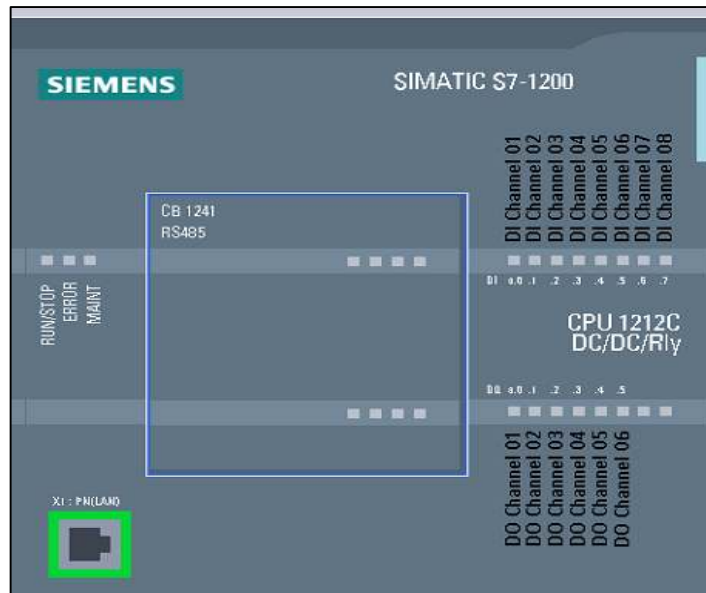 SIEMENS
SIMATIC S7-1200
DI Channel 01
DI Channel 02
DI Channel 03
DI Channel 04
DI Channel 05
DI Channel 06
DI Channel 07
DI Channel 08
CB 1241
RS485
RUN/STOP
ERROR
MAINT
DI a.0 .1 .2 .3 .4 .5 .6 .7
CPU 1212C
DC/DC/Rly
DQ a.0 .1 .2 .3 .4 .5
DO Channel 01
DO Channel 02
DO Channel 03
DO Channel 04
DO Channel 05
DO Channel 06
X1 : PN(LAN)